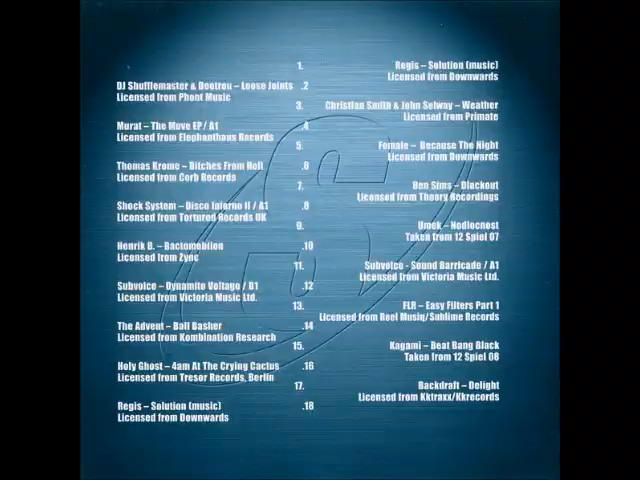 1. Regis – Solution (music)
Licensed from Downwards
DJ Shufflemaster & Dootrou – Loose Joints .2
Licensed from Phont Music
3. Christian Smith & John Selway – Weather
Licensed from Primate
Murat – The Move EP / A1 .4
Licensed from Elephanthaus Records
5. Female – Because The Night
Licensed from Downwards
Thomas Krome – Bitches From Hell .6
Licensed from Corb Records
7. Ben Sims – Blackout
Licensed from Theory Recordings
Shock System – Disco Inferno II / A1 .8
Licensed from Tortured Records UK
9. Umek – Hodlocnost
Taken from 12 Spiel 07
Henrik B. – Bactomobilen .10
Licensed from Zync
11. Subvoice - Sound Barricade / A1
Licensed from Victoria Music Ltd.
Subvoice – Dynamite Voltage / B1 .12
Licensed from Victoria Music Ltd.
13. FLR – Easy Filters Part 1
Licensed from Reel Musiq/Sublime Records
The Advent – Ball Basher .14
Licensed from Kombination Research
15. Kagami – Beat Bang Black
Taken from 12 Spiel 08
Holy Ghost – 4am At The Crying Cactus .16
Licensed from Tresor Records, Berlin
17. Backdraft – Delight
Licensed from Kktraxx/Kkrecords
Regis – Solution (music) .18
Licensed from Downwards